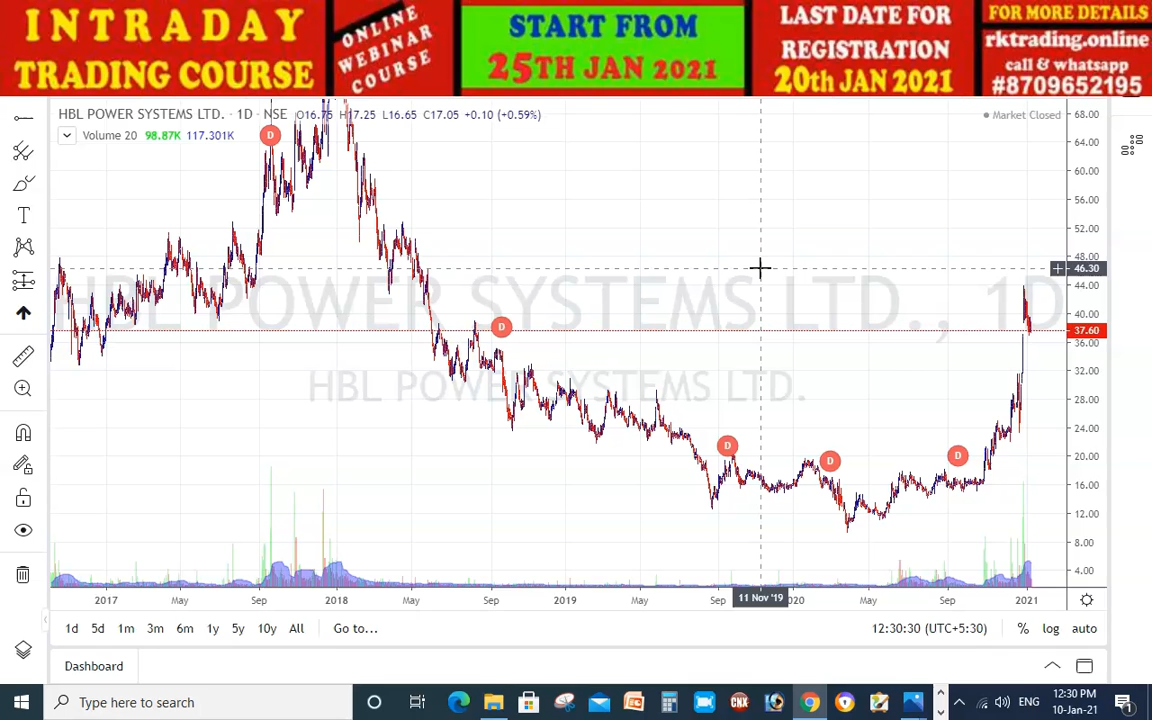 INTRADAY
TRADING COURSE
ONLINE
WEBINAR
COURSE
START FROM
25TH JAN 2021
LAST DATE FOR
REGISTRATION
20th JAN 2021
FOR MORE DETAILS
rktrading.online
call & whatsapp
#8709652195
HBL POWER SYSTEMS LTD. · 1D · NSE O16.75 H17.25 L16.65 C17.05 +0.10 (+0.59%)
Market Closed
Volume 20 98.87K 117.301K
HBL POWER SYSTEMS LTD., 1D
HBL POWER SYSTEMS LTD.
D
D
D
D
D
68.00
64.00
60.00
56.00
52.00
48.00
46.30
44.00
40.00
37.60
36.00
32.00
28.00
24.00
20.00
16.00
12.00
8.00
4.00
2017 May Sep 2018 May Sep 2019 May Sep 11 Nov '19 020 May Sep 2021
1d 5d 1m 3m 6m 1y 5y 10y All Go to... 12:30:30 (UTC+5:30) % log auto
Dashboard
Type here to search
CNX
ENG
12:30 PM
10-Jan-21
1